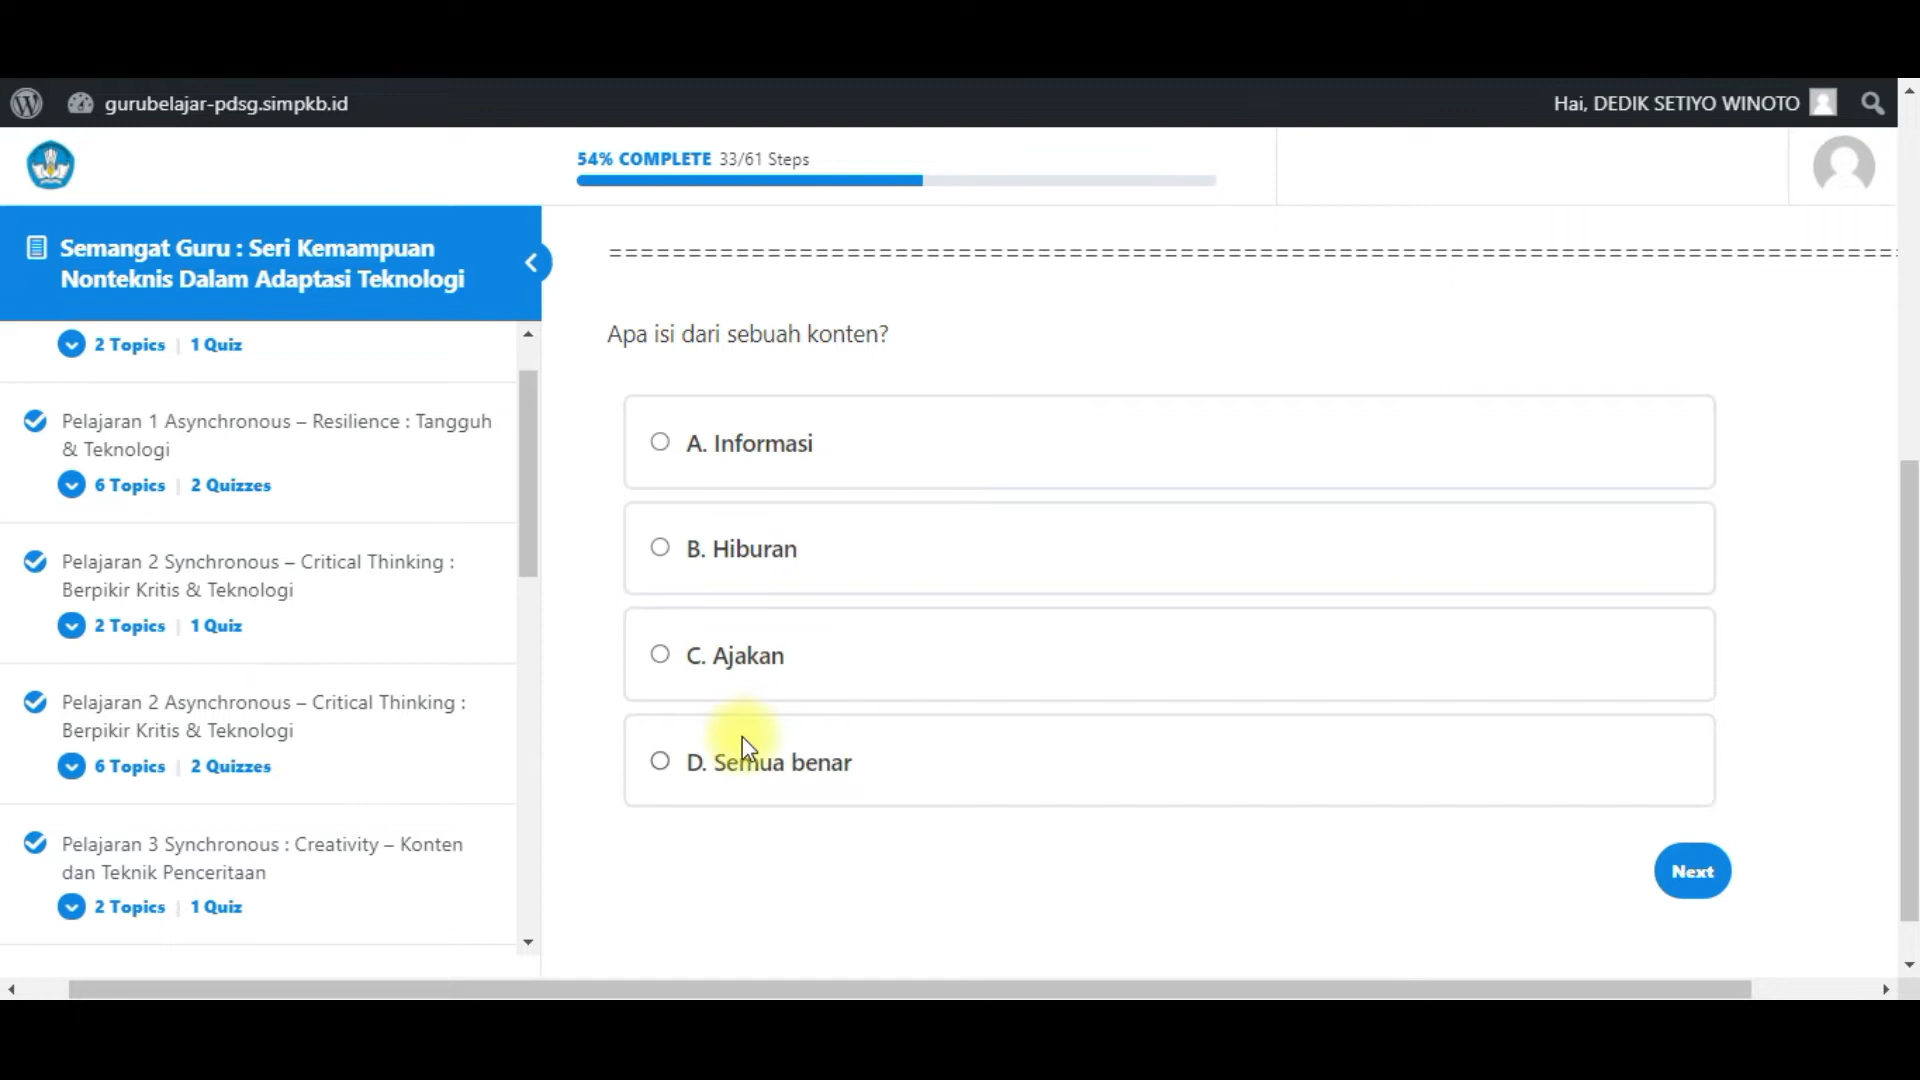 gurubelajar-pdsg.simpkb.id
Hai, DEDIK SETIYO WINOTO
54% COMPLETE 33/61 Steps
Semangat Guru : Seri Kemampuan
Nonteknis Dalam Adaptasi Teknologi
2 Topics | 1 Quiz
Pelajaran 1 Asynchronous – Resilience : Tangguh
& Teknologi
6 Topics | 2 Quizzes
Pelajaran 2 Synchronous – Critical Thinking :
Berpikir Kritis & Teknologi
2 Topics | 1 Quiz
Pelajaran 2 Asynchronous – Critical Thinking :
Berpikir Kritis & Teknologi
6 Topics | 2 Quizzes
Pelajaran 3 Synchronous : Creativity – Konten
dan Teknik Penceritaan
2 Topics | 1 Quiz
Apa isi dari sebuah konten?
A. Informasi
B. Hiburan
C. Ajakan
D. Semua benar
Next